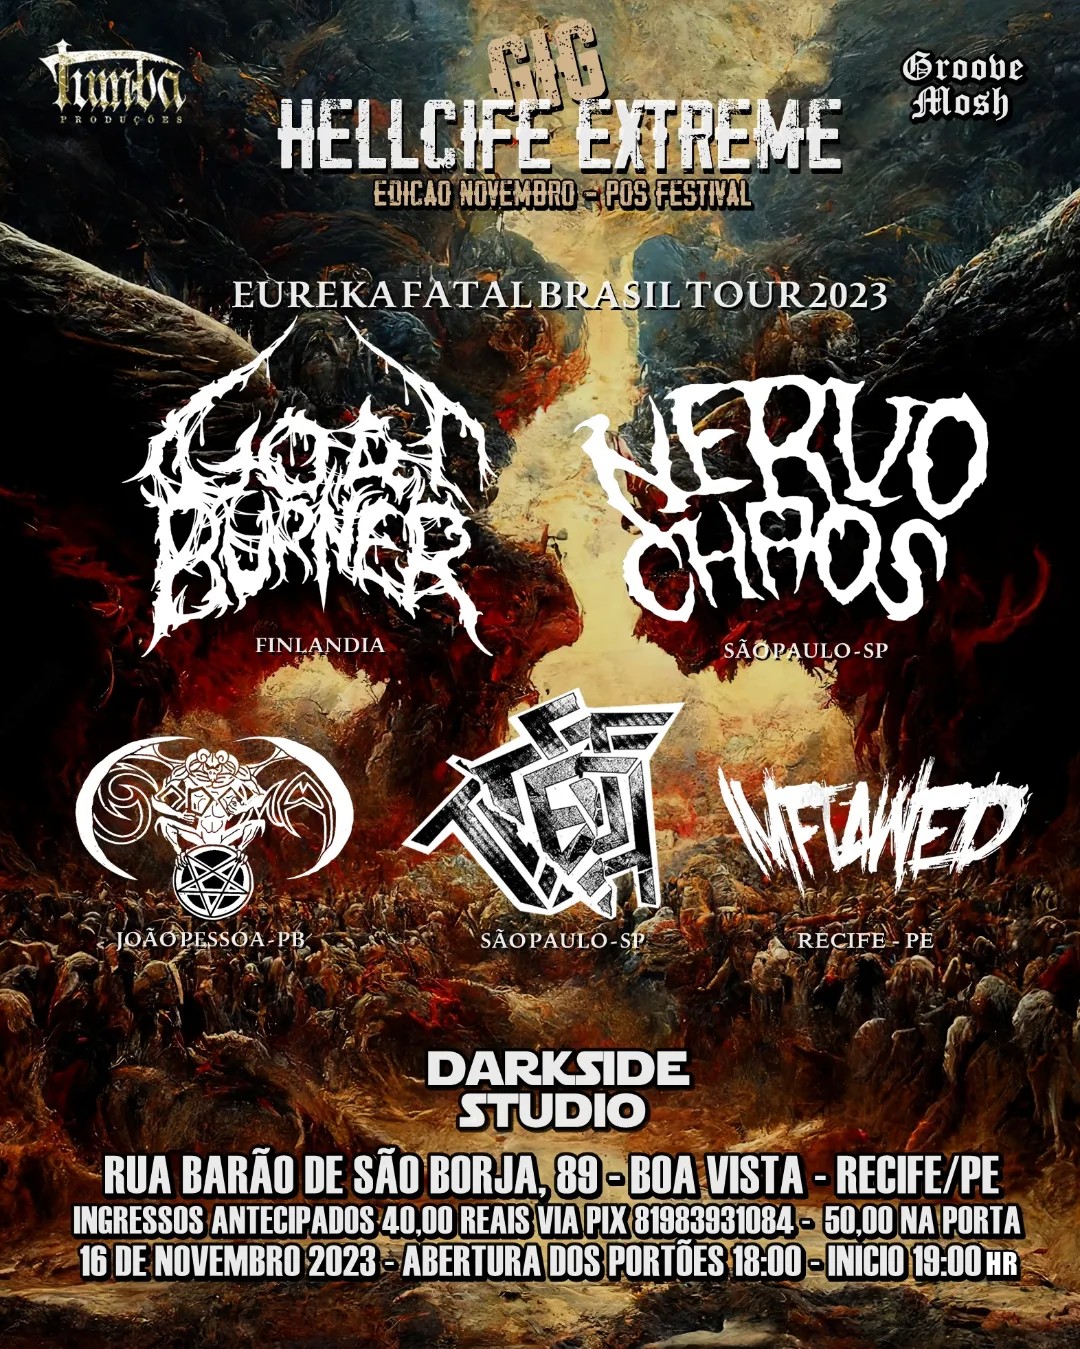 Tumba
PRODUÇÕES
GIG
HELLCIFE EXTREME
EDICAO NOVEMBRO - POS FESTIVAL
Groove
Mosh
EUREKA FATAL BRASIL TOUR 2023
GOAT
BURNER
FINLANDIA
NERVO
CHAOS
SÃO PAULO - SP
JOÃO PESSÓA - PB
SÃO PAULO - SP
IMFLAWED
RECIFE - PE
DARKSIDE
STUDIO
RUA BARÃO DE SÃO BORJA, 89 - BOA VISTA - RECIFE/PE
INGRESSOS ANTECIPADOS 40,00 REAIS VIA PIX 81983931084 - 50,00 NA PORTA
16 DE NOVEMBRO 2023 - ABERTURA DOS PORTÕES 18:00 - INICIO 19:00 HR